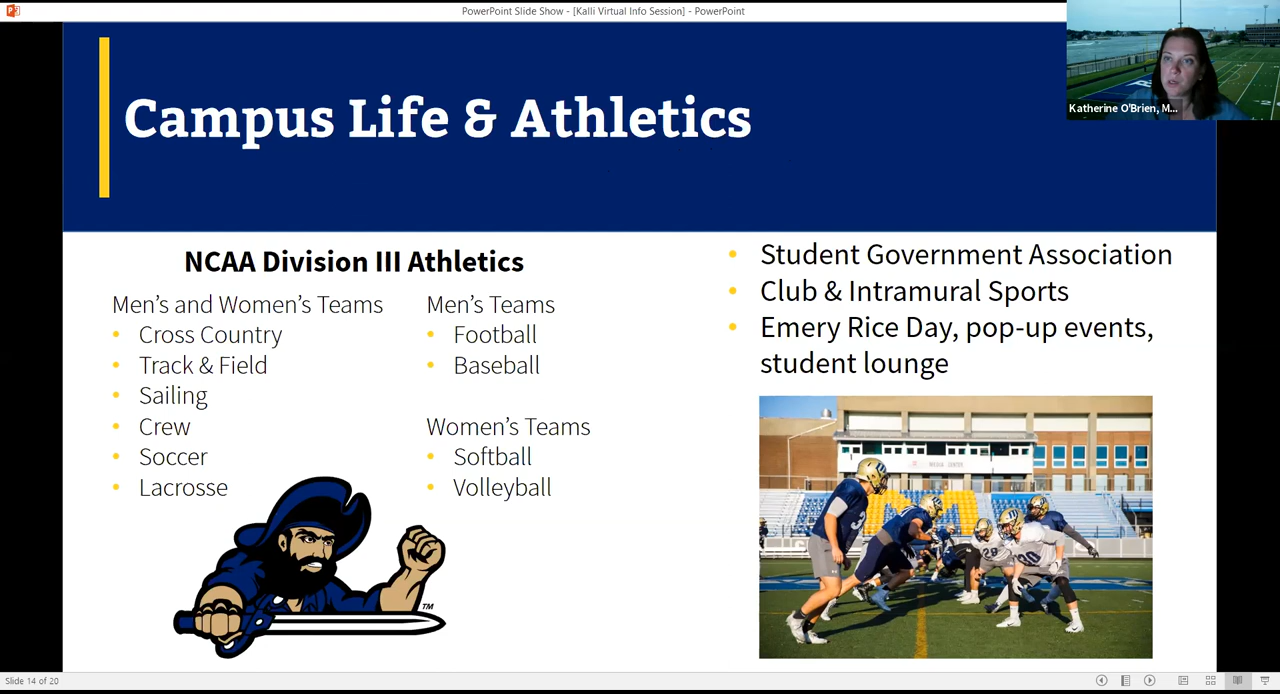 PowerPoint Slide Show - [Kalli Virtual Info Session] - PowerPoint
Katherine O'Brien, M...
Campus Life & Athletics
NCAA Division III Athletics
Men's and Women's Teams
• Cross Country
• Track & Field
• Sailing
• Crew
• Soccer
• Lacrosse
Men's Teams
• Football
• Baseball
Women's Teams
• Softball
• Volleyball
• Student Government Association
• Club & Intramural Sports
• Emery Rice Day, pop-up events,
student lounge
TM
Slide 14 of 20